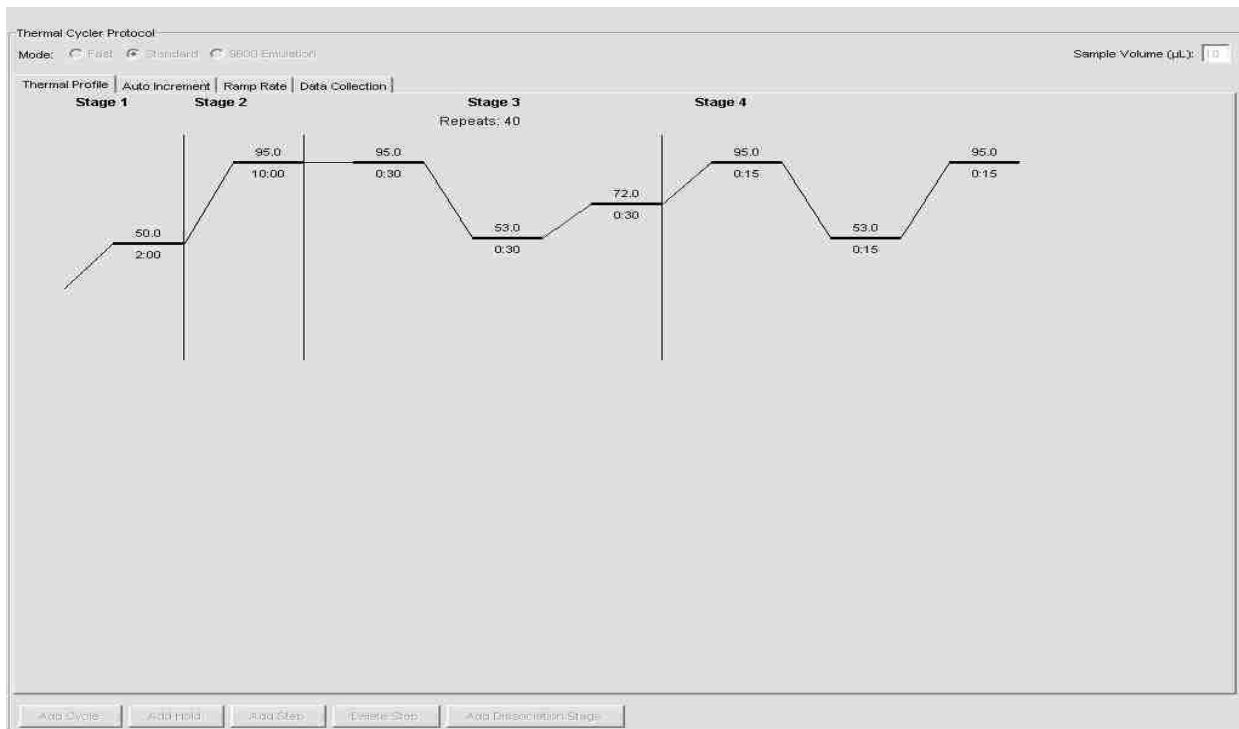 Thermal Cycler Protocol
Mode: Fast Standard 9600 Emulation Sample Volume (µL): 10
Thermal Profile Auto Increment Ramp Rate Data Collection
Stage 1 Stage 2 Stage 3 Stage 4
Repeats: 40
95.0 95.0 95.0 95.0
10:00 0:30 0:15 0:15
72.0
0:30
50.0 53.0 53.0
2:00 0:30 0:15
Add Cycle Add Hold Add Step Delete Step Add Dissociation Stage